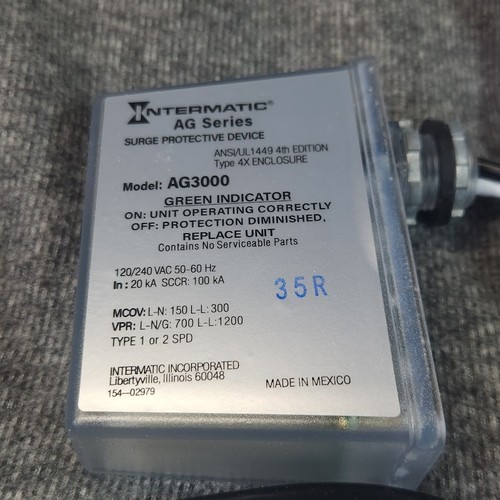 INTERMATIC®
AG Series
SURGE PROTECTIVE DEVICE
ANSI/UL1449 4th EDITION
Type 4X ENCLOSURE
Model: AG3000
GREEN INDICATOR
ON: UNIT OPERATING CORRECTLY
OFF: PROTECTION DIMINISHED,
REPLACE UNIT
Contains No Serviceable Parts
120/240 VAC 50-60 Hz
In: 20 kA SCCR: 100 kA
35R
MCOV: L-N: 150 L-L: 300
VPR: L-N/G: 700 L-L:1200
TYPE 1 or 2 SPD
INTERMATIC INCORPORATED
Libertyville, Illinois 60048
154-02979
MADE IN MEXICO